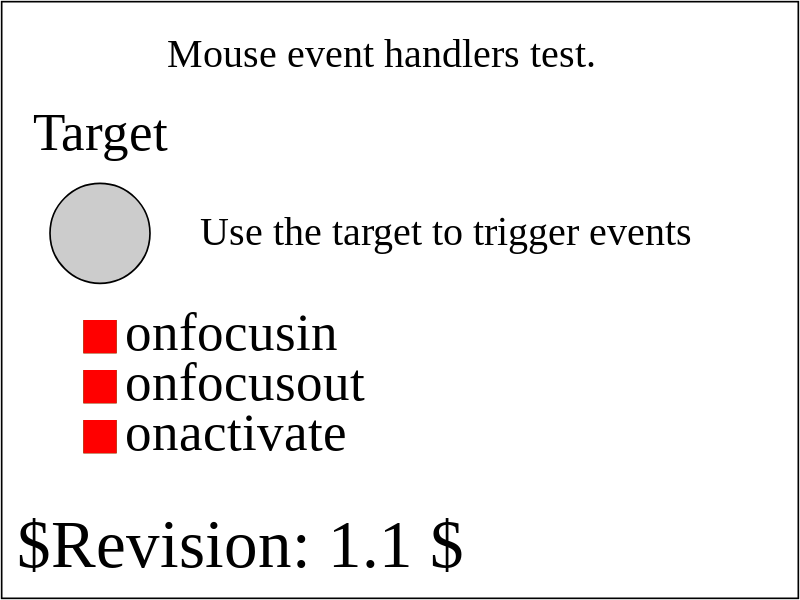 Mouse event handlers test.
Target
Use the target to trigger events
onfocusin
onfocusout
onactivate
$Revision: 1.1 $